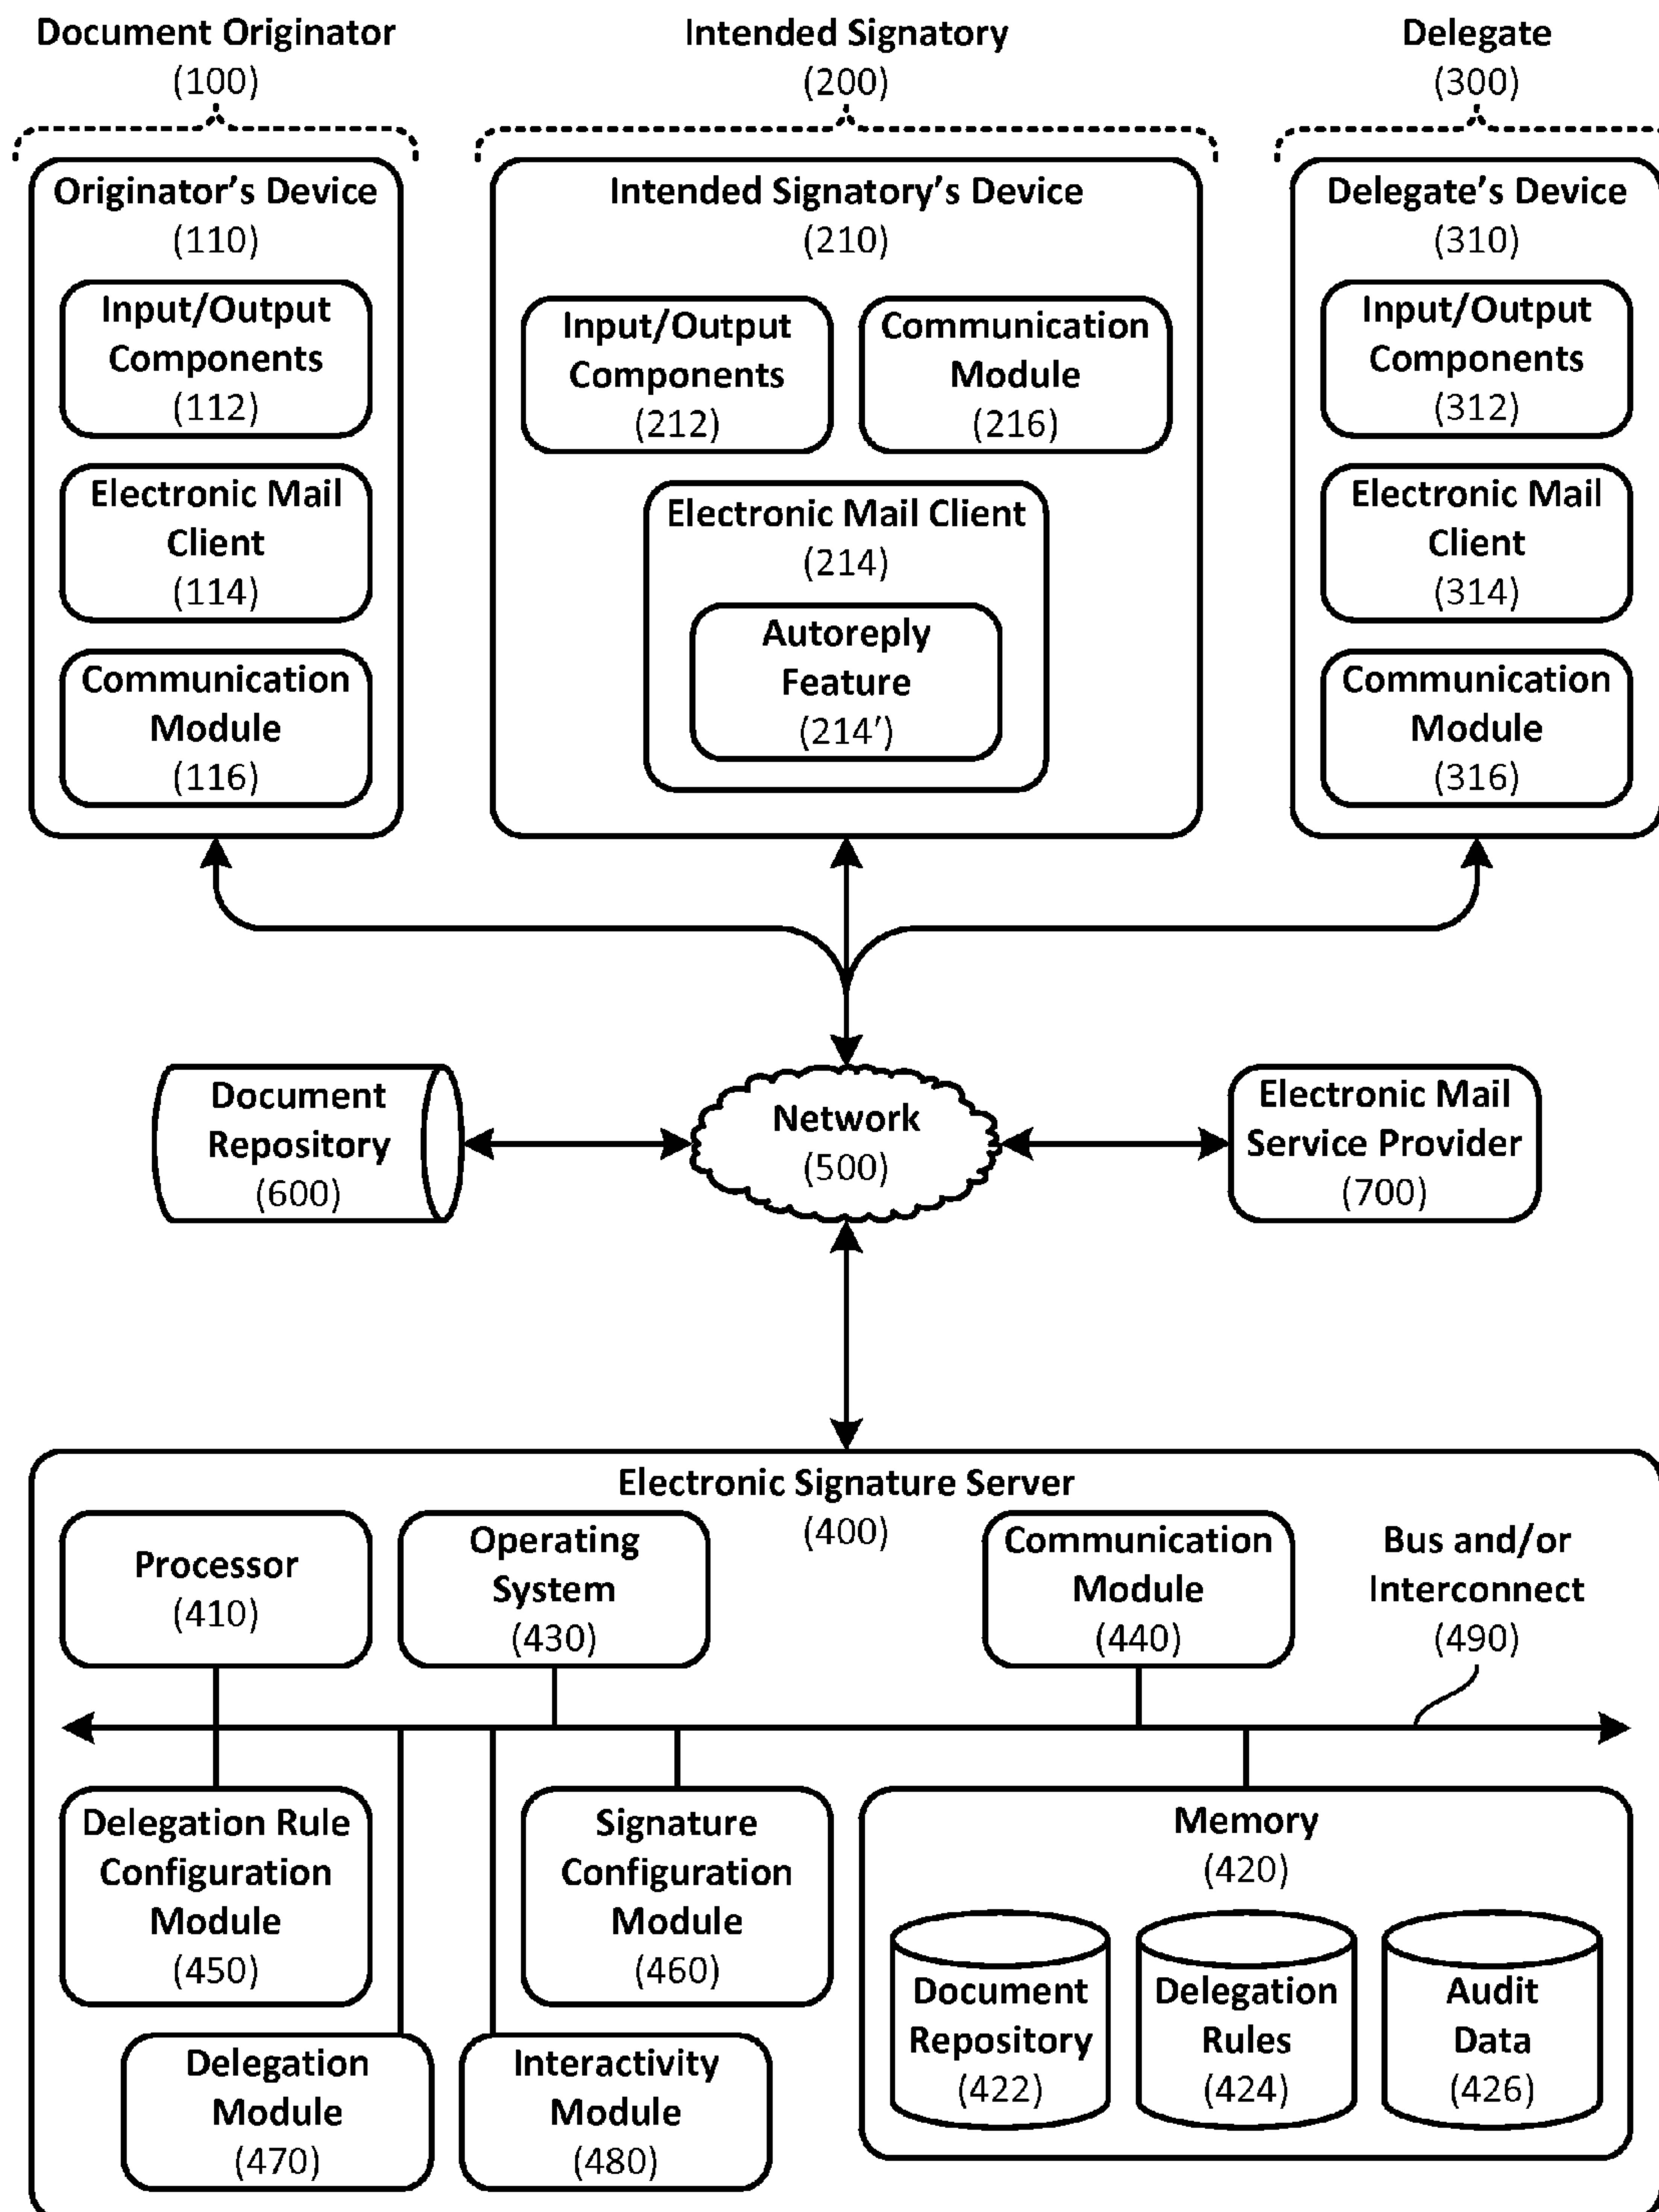 Document Originator
(100)
Intended Signatory
(200)
Delegate
(300)
Originator’s Device
(110)
Input/Output
Components
(112)
Electronic Mail
Client
(114)
Communication
Module
(116)
Intended Signatory’s Device
(210)
Input/Output
Components
(212)
Communication
Module
(216)
Electronic Mail Client
(214)
Autoreply
Feature
(214′)
Delegate’s Device
(310)
Input/Output
Components
(312)
Electronic Mail
Client
(314)
Communication
Module
(316)
Document
Repository
(600)
Network
(500)
Electronic Mail
Service Provider
(700)
Electronic Signature Server
(400)
Processor
(410)
Operating
System
(430)
Communication
Module
(440)
Bus and/or
Interconnect
(490)
Delegation Rule
Configuration
Module
(450)
Signature
Configuration
Module
(460)
Delegation
Module
(470)
Interactivity
Module
(480)
Memory
(420)
Document
Repository
(422)
Delegation
Rules
(424)
Audit
Data
(426)